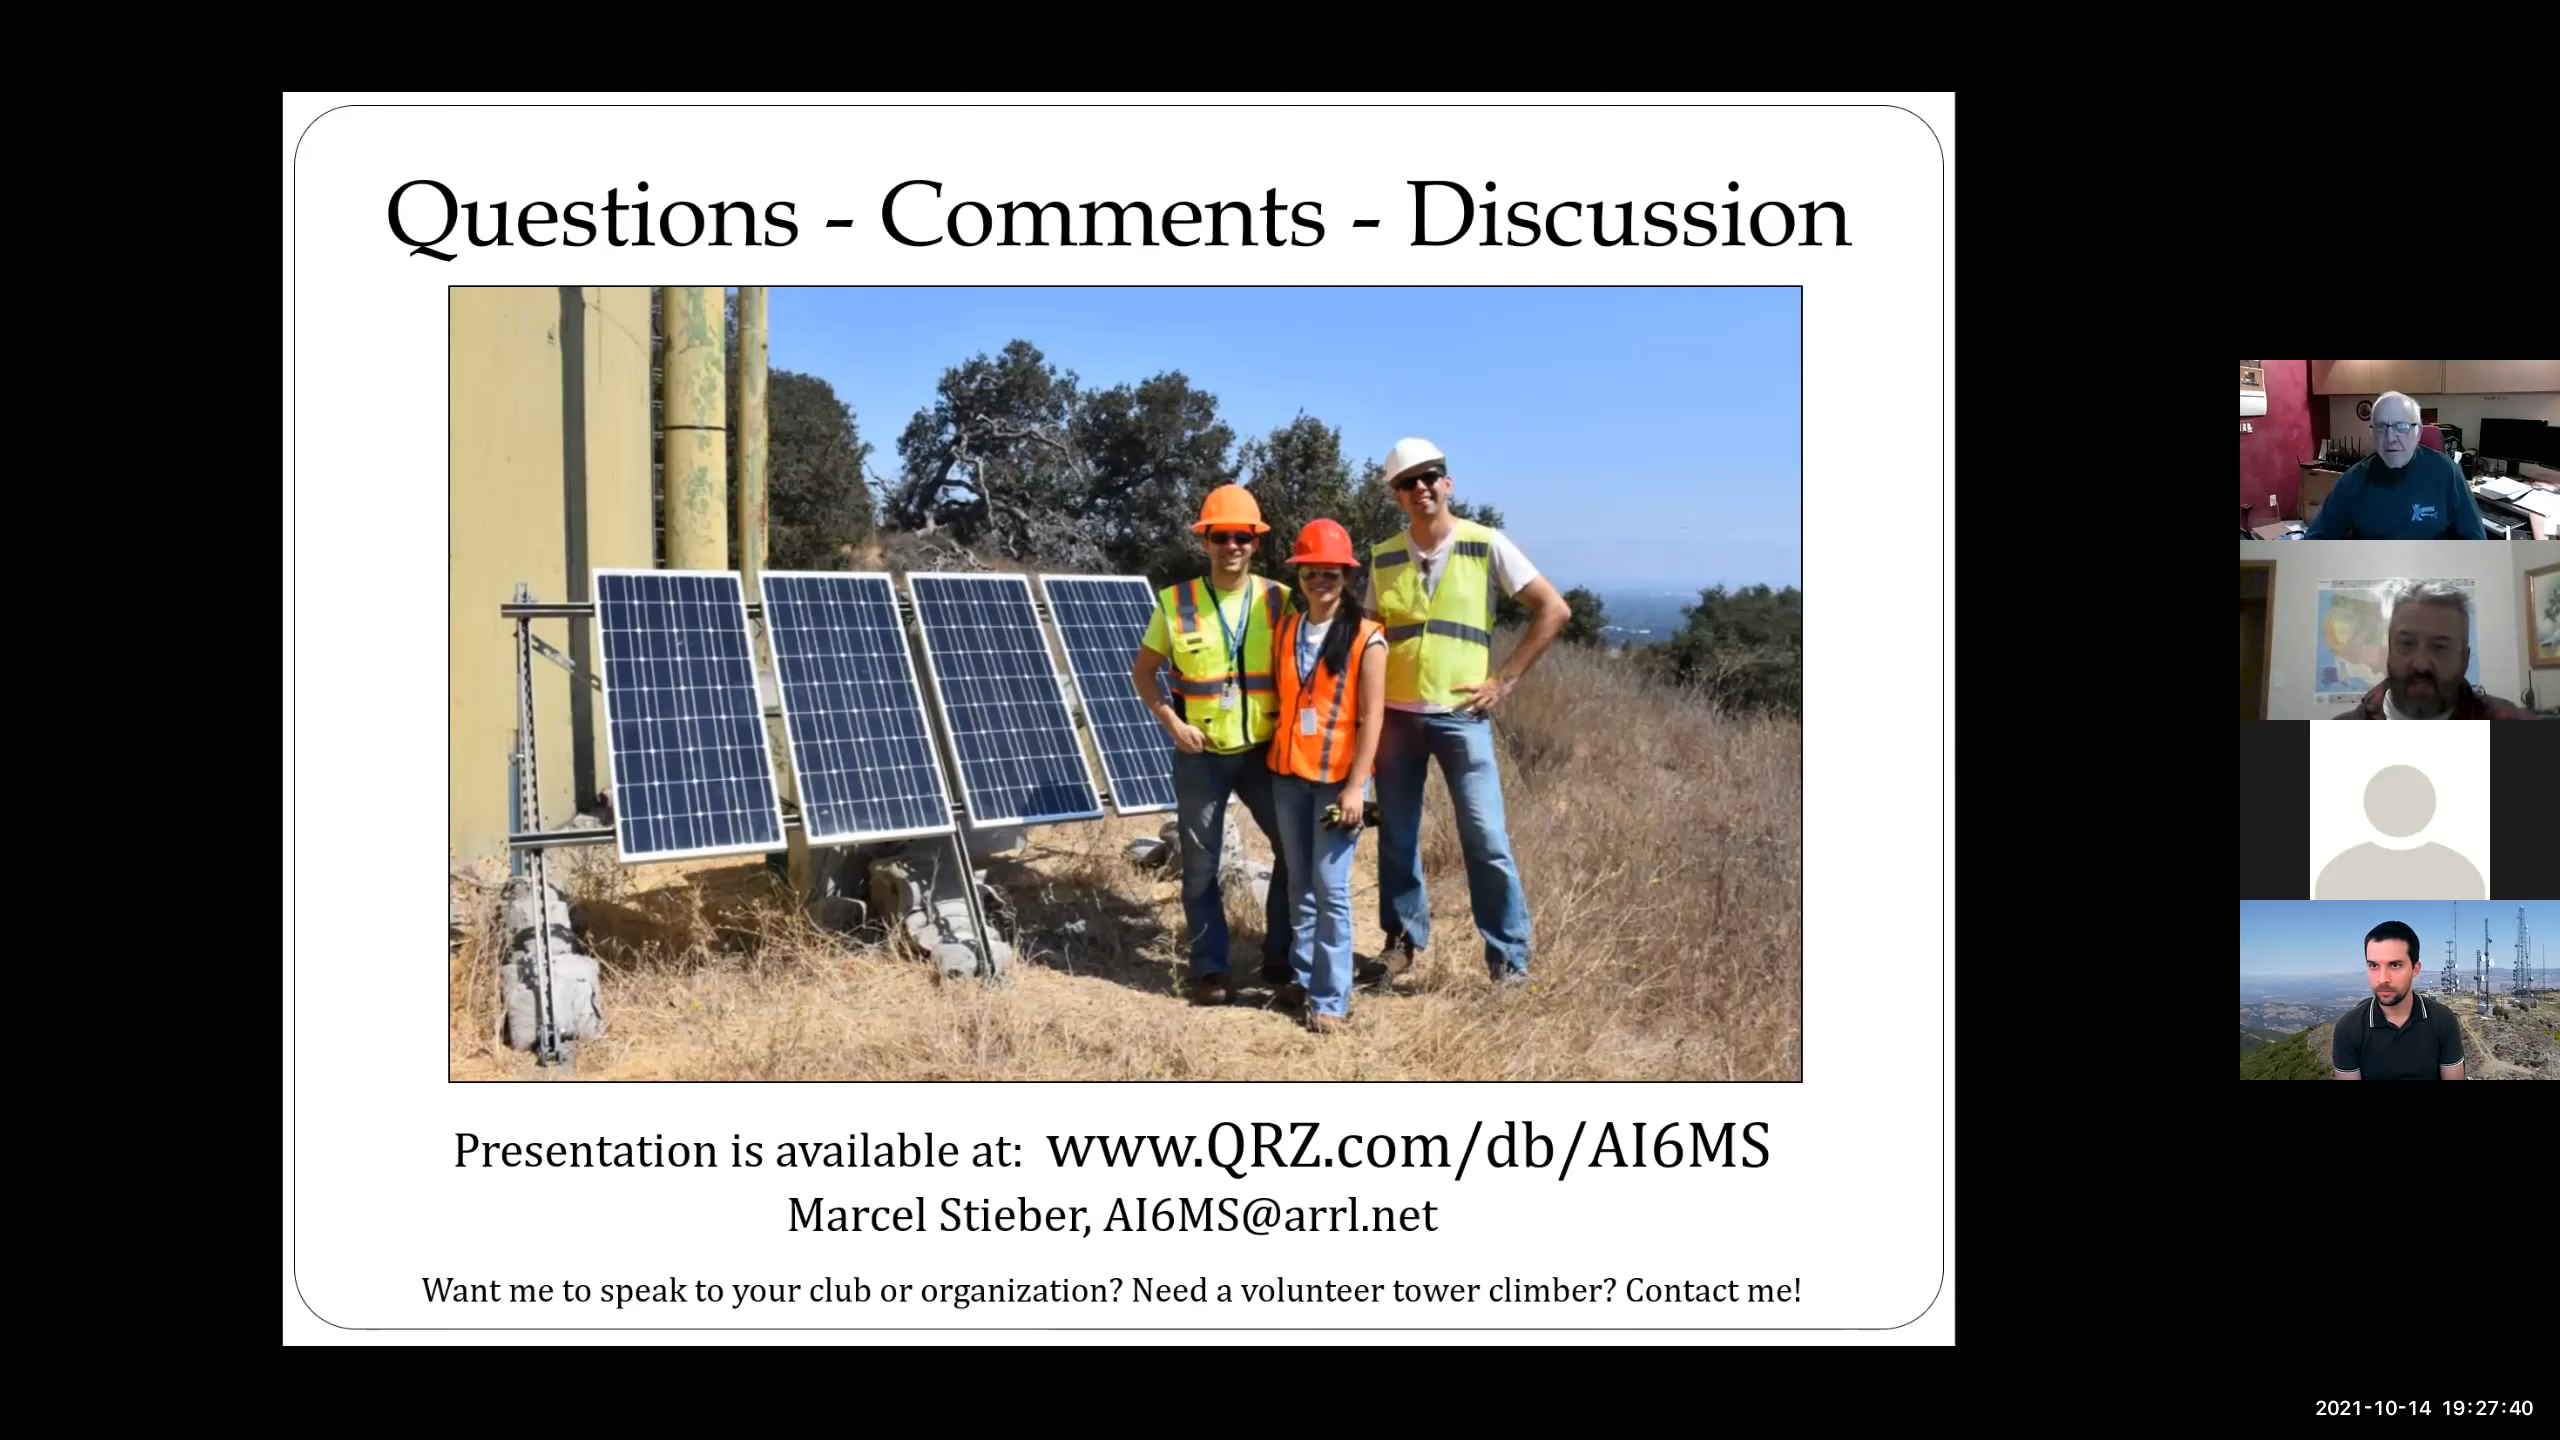 Questions - Comments - Discussion
Presentation is available at: www.QRZ.com/db/AI6MS
Marcel Stieber, AI6MS@arrl.net
Want me to speak to your club or organization? Need a volunteer tower climber? Contact me!
2021-10-14 19:27:40